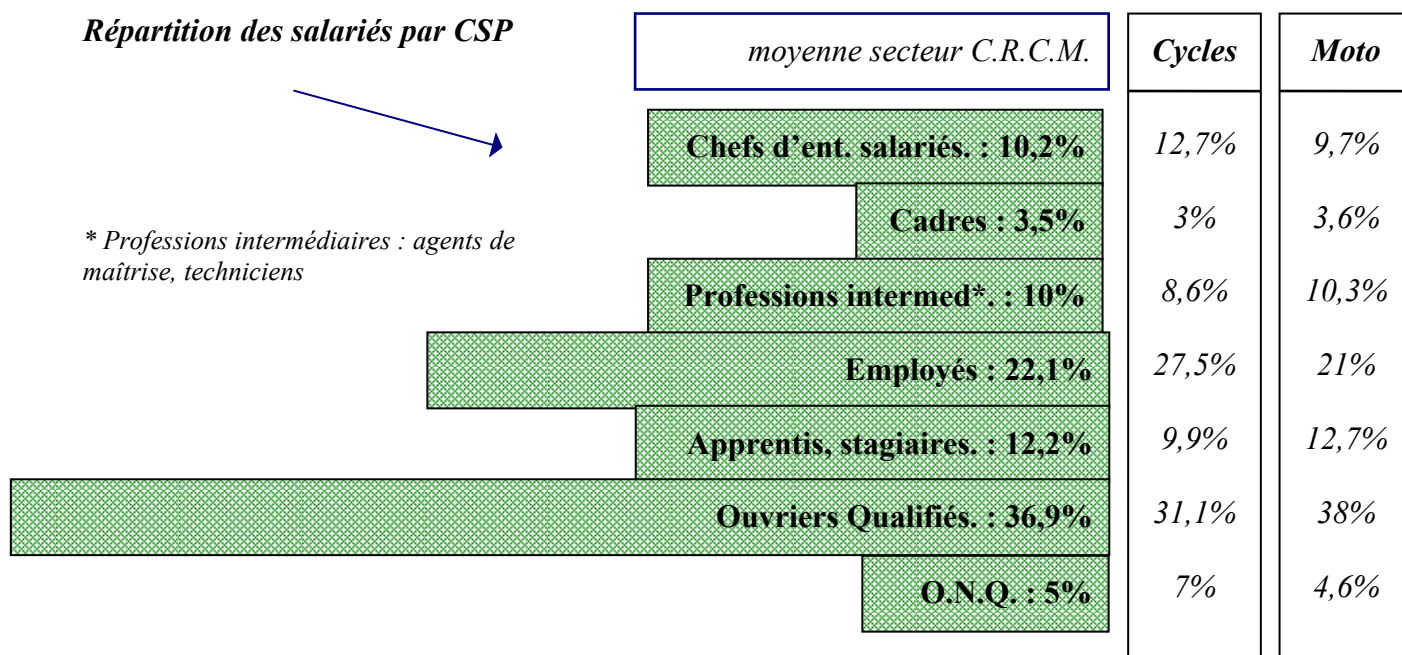 Répartition des salariés par CSP
moyenne secteur C.R.C.M. Cycles Moto
Chefs d'ent. salariés. : 10,2% 12,7% 9,7%
Cadres : 3,5% 3% 3,6%
* Professions intermédiaires : agents de
maîtrise, techniciens
Professions intermed*. : 10% 8,6% 10,3%
Employés : 22,1% 27,5% 21%
Apprentis, stagiaires. : 12,2% 9,9% 12,7%
Ouvriers Qualifiés. : 36,9% 31,1% 38%
O.N.Q. : 5% 7% 4,6%